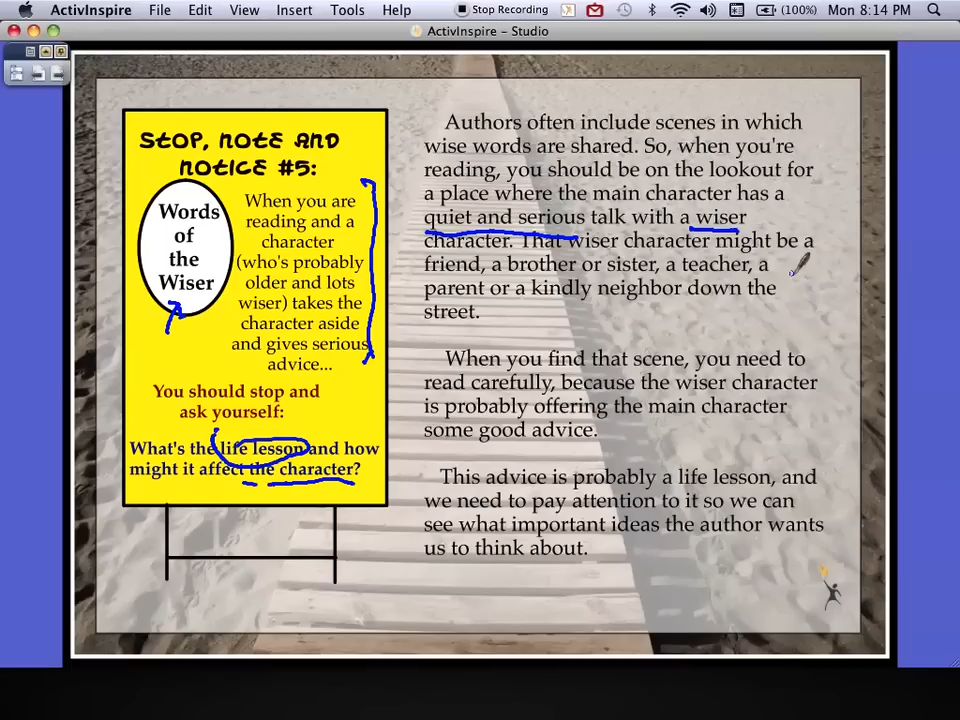 ActivInspire File Edit View Insert Tools Help Stop Recording (100%) Mon 8:14 PM
ActivInspire – Studio
STOP, NOTE AND
NOTICE #5:
Words
of
the
Wiser
When you are
reading and a
character
(who's probably
older and lots
wiser) takes the
character aside
and gives serious
advice...
You should stop and
ask yourself:
What's the life lesson and how
might it affect the character?
Authors often include scenes in which
wise words are shared. So, when you're
reading, you should be on the lookout for
a place where the main character has a
quiet and serious talk with a wiser
character. That wiser character might be a
friend, a brother or sister, a teacher, a
parent or a kindly neighbor down the
street.
When you find that scene, you need to
read carefully, because the wiser character
is probably offering the main character
some good advice.
This advice is probably a life lesson, and
we need to pay attention to it so we can
see what important ideas the author wants
us to think about.